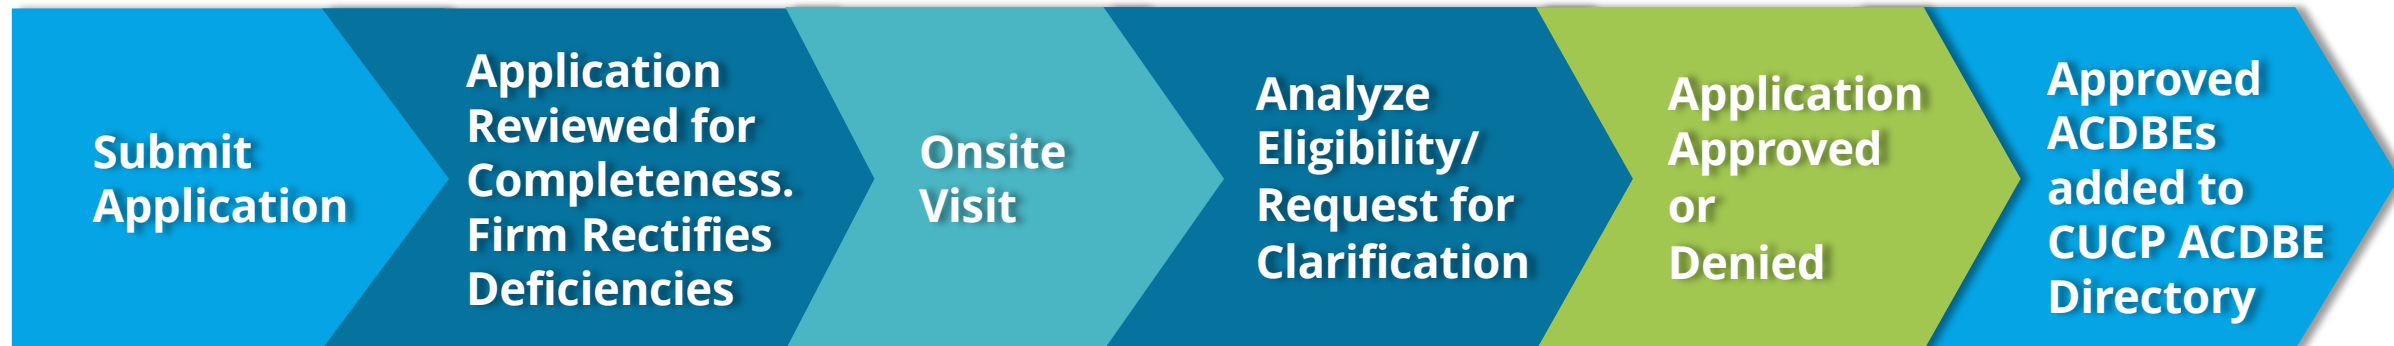 Submit
Application
Application
Reviewed for
Completeness.
Firm Rectifies
Deficiencies
Onsite
Visit
Analyze
Eligibility/
Request for
Clarification
Application
Approved
or
Denied
Approved
ACDBEs
added to
CUCP ACDBE
Directory